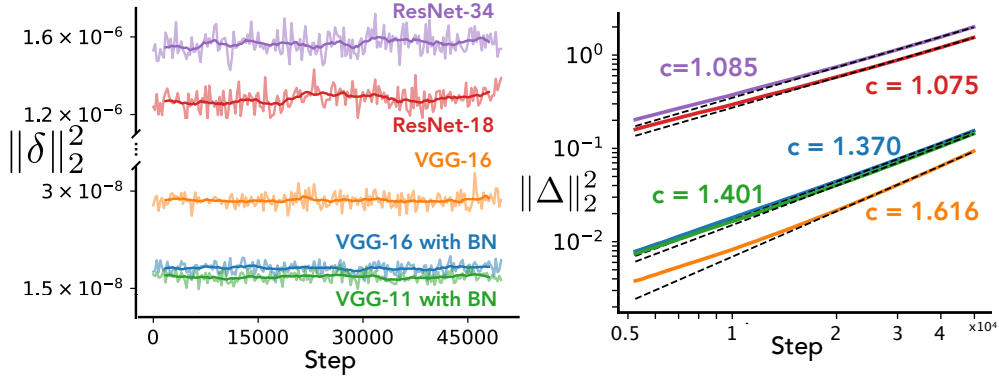 ResNet-34
1.6 × 10⁻⁶
1.2 × 10⁻⁶
ResNet-18
‖δ‖₂²
VGG-16
3 × 10⁻⁸
VGG-16 with BN
1.5 × 10⁻⁸
VGG-11 with BN
0 15000 30000 45000
Step
10⁰
c=1.085
c=1.075
10⁻¹
c = 1.370
‖Δ‖₂²
c = 1.401
c = 1.616
10⁻²
0.5 1 2 3 4 ×10⁴
Step